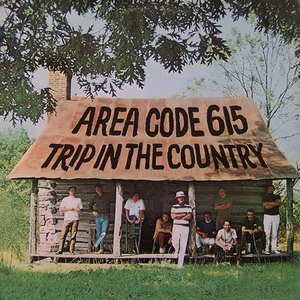 AREA CODE 615
TRIP IN THE COUNTRY